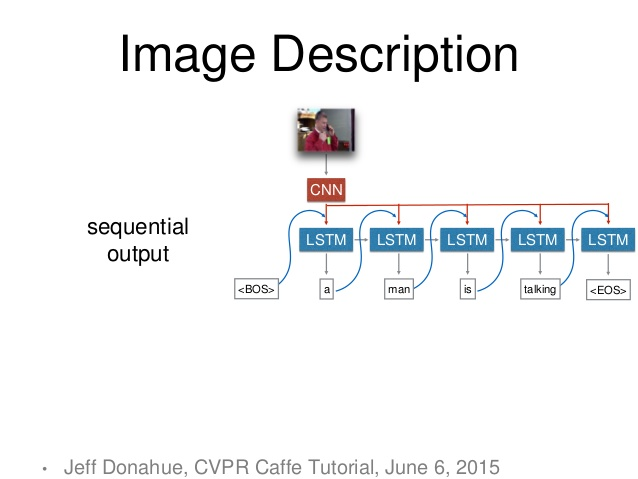 Image Description
CNN
sequential
output
LSTM LSTM LSTM LSTM LSTM
<BOS> a man is talking <EOS>
• Jeff Donahue, CVPR Caffe Tutorial, June 6, 2015